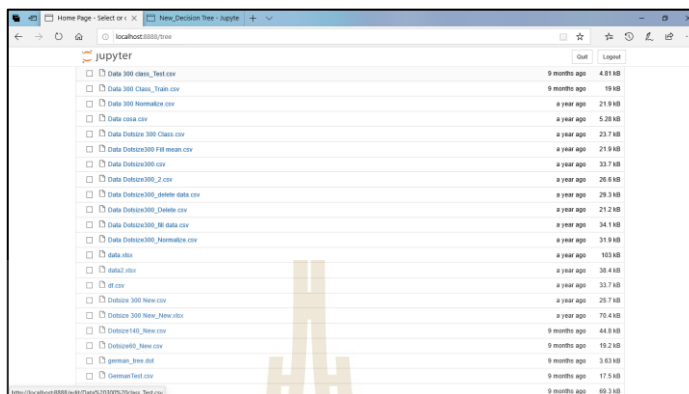 Home Page - Select or c
New_Decision Tree - Jupyte
localhost:8888/tree
jupyter
Quit
Logout
Data 300 class_Test.csv 9 months ago 4.81 kB
Data 300 Class_Train.csv 9 months ago 19 kB
Data 300 Normalize.csv a year ago 21.9 kB
Data cosa.csv a year ago 5.28 kB
Data Dotsize 300 Class.csv a year ago 23.7 kB
Data Dotsize300 Fill mean.csv a year ago 21.9 kB
Data Dotsize300.csv a year ago 33.7 kB
Data Dotsize300_2.csv a year ago 26.6 kB
Data Dotsize300_delete data.csv a year ago 29.3 kB
Data Dotsize300_Delete.csv a year ago 21.2 kB
Data Dotsize300_fill data.csv a year ago 34.1 kB
Data Dotsize300_Normalize.csv a year ago 31.9 kB
data.xlsx a year ago 103 kB
data2.xlsx a year ago 38.4 kB
df.csv a year ago 33.7 kB
Dotsize 300 New.csv a year ago 25.7 kB
Dotsize 300 New_New.xlsx a year ago 70.4 kB
Dotsize140_New.csv 9 months ago 44.8 kB
Dotsize60_New.csv 9 months ago 19.2 kB
german_tree.dot 9 months ago 3.63 kB
GermanTest.csv 9 months ago 17.5 kB
9 months ago 69.3 kB
http://localhost:8888/edit/Data%20300%20class_Test.csv